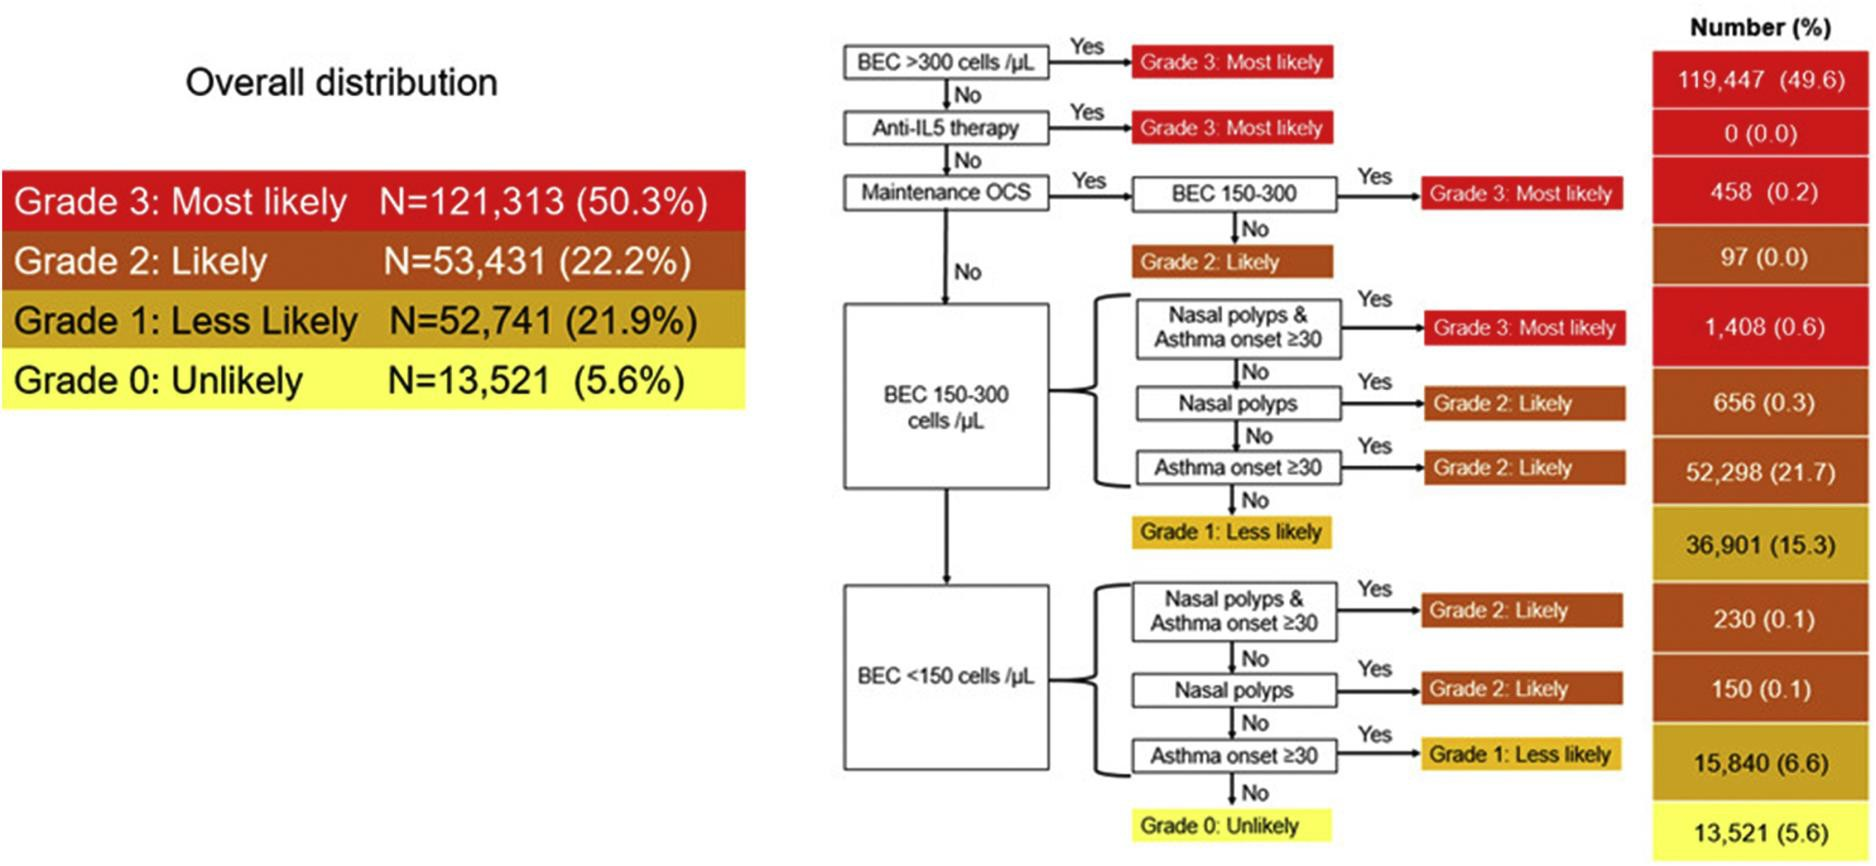 Overall distribution
Grade 3: Most likely N=121,313 (50.3%)
Grade 2: Likely N=53,431 (22.2%)
Grade 1: Less Likely N=52,741 (21.9%)
Grade 0: Unlikely N=13,521 (5.6%)
Number (%)
BEC >300 cells /µL Yes Grade 3: Most likely 119,447 (49.6)
No
Anti-IL5 therapy Yes Grade 3: Most likely 0 (0.0)
No
Maintenance OCS Yes BEC 150-300 Yes Grade 3: Most likely 458 (0.2)
No
Grade 2: Likely 97 (0.0)
No
BEC 150-300
cells /µL
Nasal polyps &
Asthma onset ≥30
Yes Grade 3: Most likely 1,408 (0.6)
No
Nasal polyps Yes Grade 2: Likely 656 (0.3)
No
Asthma onset ≥30 Yes Grade 2: Likely 52,298 (21.7)
No
Grade 1: Less likely 36,901 (15.3)
BEC <150 cells /µL
Nasal polyps &
Asthma onset ≥30
Yes Grade 2: Likely 230 (0.1)
No
Nasal polyps Yes Grade 2: Likely 150 (0.1)
No
Asthma onset ≥30 Yes Grade 1: Less likely 15,840 (6.6)
No
Grade 0: Unlikely 13,521 (5.6)